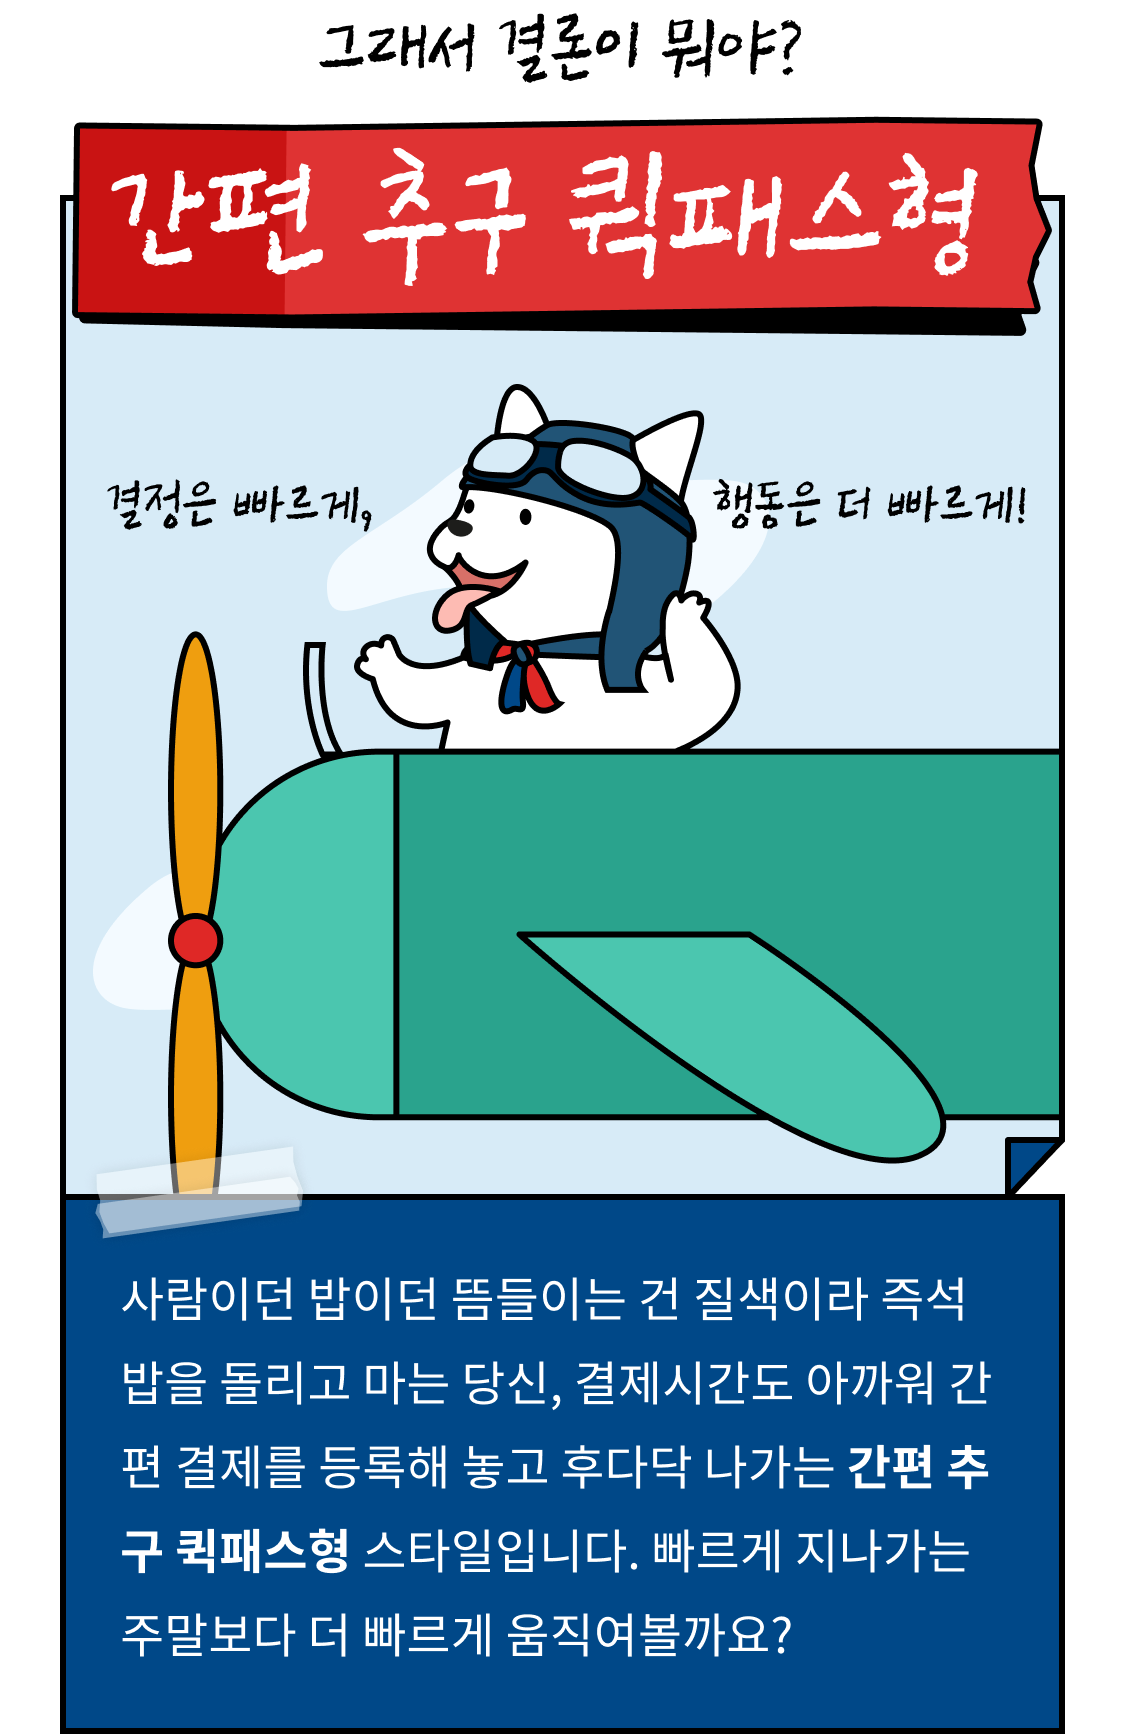 그래서 결론이 뭐야?
간편 추구 퀵패스형
결정은 빠르게,
행동은 더 빠르게!
사람이던 밥이던 뜸들이는 건 질색이라 즉석
밥을 돌리고 마는 당신, 결제시간도 아까워 간
편 결제를 등록해 놓고 후다닥 나가는 간편 추
구 퀵패스형 스타일입니다. 빠르게 지나가는
주말보다 더 빠르게 움직여볼까요?